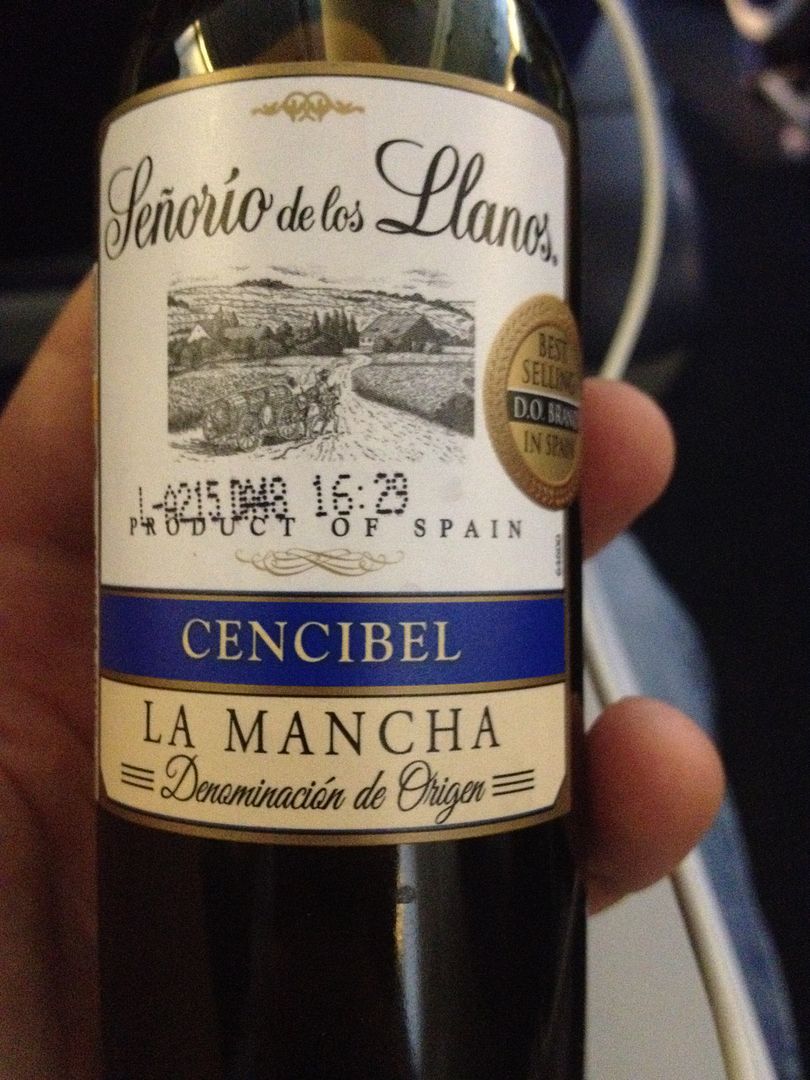 Señorío de los Llanos.
BEST
SELLING
D.O. BRAND
IN SPAIN
16:29
PRODUCT OF SPAIN
CENCIBEL
LA MANCHA
Denominación de Origen